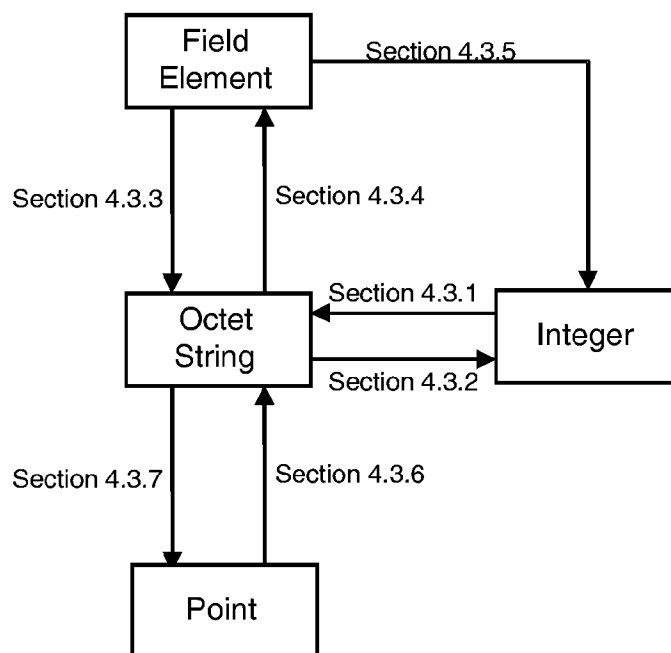 Field
Element
Section 4.3.5
Section 4.3.3
Section 4.3.4
Section 4.3.1
Octet
String
Integer
Section 4.3.2
Section 4.3.7
Section 4.3.6
Point